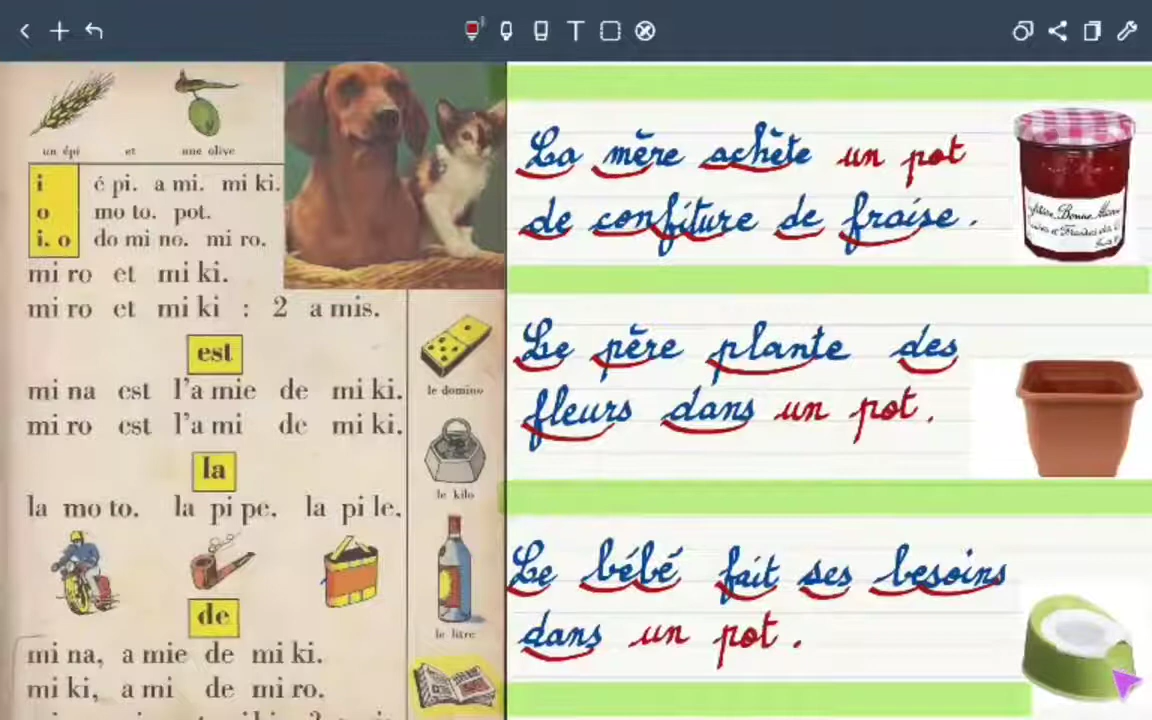 un épi et une olive
i é pi. a mi. mi ki.
o mo to. pot.
i. o do mi no. mi ro.
mi ro et mi ki.
mi ro et mi ki : 2 a mis.
est
mi na est l'a mie de mi ki.
mi ro est l'a mi de mi ki.
la
la mo to. la pi pe. la pi le.
de
mi na, a mie de mi ki.
mi ki, a mi de mi ro.
le domino
le kilo
le litre
La mère achète un pot
de confiture de fraise.
Bonne Maman
Le père plante des
fleurs dans un pot.
Le bébé fait ses besoins
dans un pot.
T